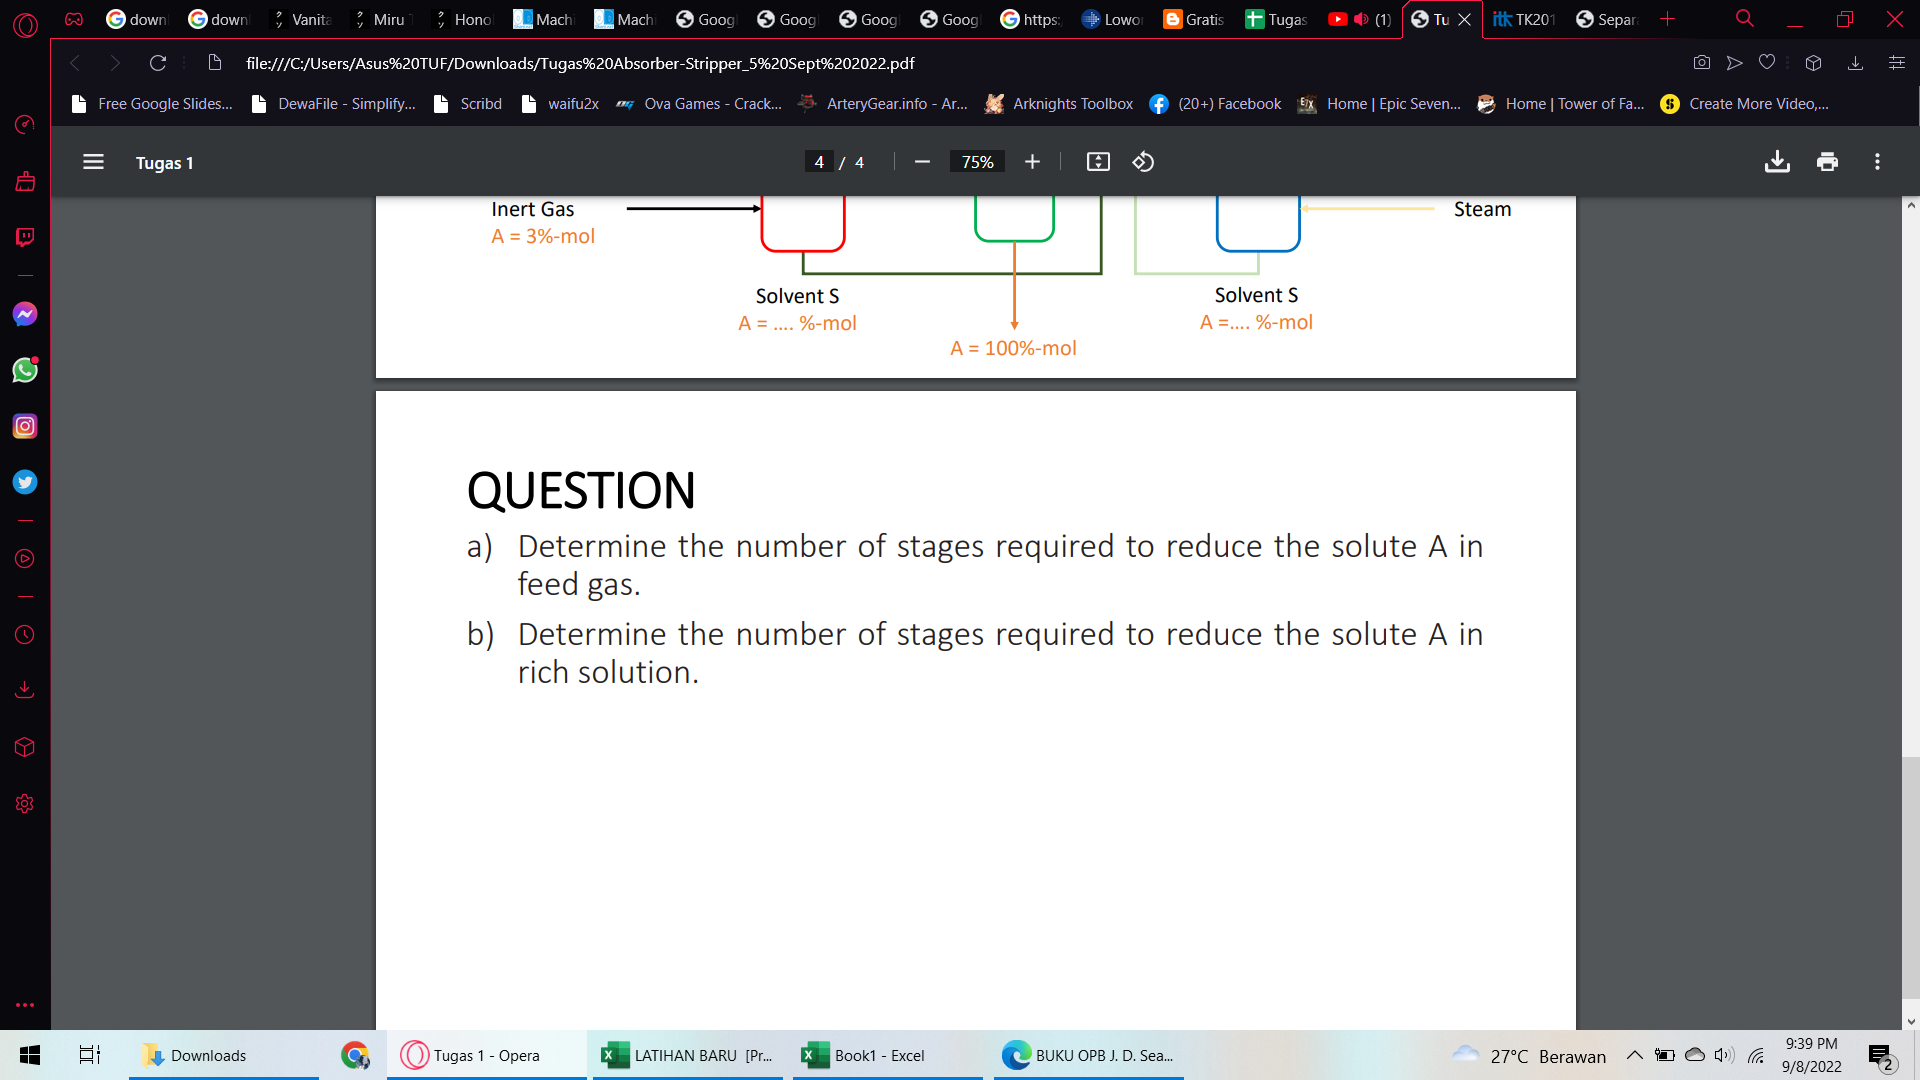 down
down
Vanita
Miru T
Hono
Machi
Machi
Goog
Goog
Goog
Goog
https:
Lowo
Gratis
Tugas
(1)
Tu
itk TK201
Separ
file:///C:/Users/Asus%20TUF/Downloads/Tugas%20Absorber-Stripper_5%20Sept%202022.pdf
Free Google Slides...
DewaFile - Simplify...
Scribd
waifu2x
Ova Games - Crack...
ArteryGear.info - Ar...
Arknights Toolbox
(20+) Facebook
E7X Home | Epic Seven...
Home | Tower of Fa...
Create More Video,...
Tugas 1
4 / 4
75%
Inert Gas
A = 3%-mol
Steam
Solvent S
A = .... %-mol
A = 100%-mol
Solvent S
A =.... %-mol
QUESTION
a) Determine the number of stages required to reduce the solute A in
feed gas.
b) Determine the number of stages required to reduce the solute A in
rich solution.
Downloads
Tugas 1 - Opera
LATIHAN BARU [Pr...
Book1 - Excel
BUKU OPB J. D. Sea...
27°C Berawan
9:39 PM
9/8/2022
2